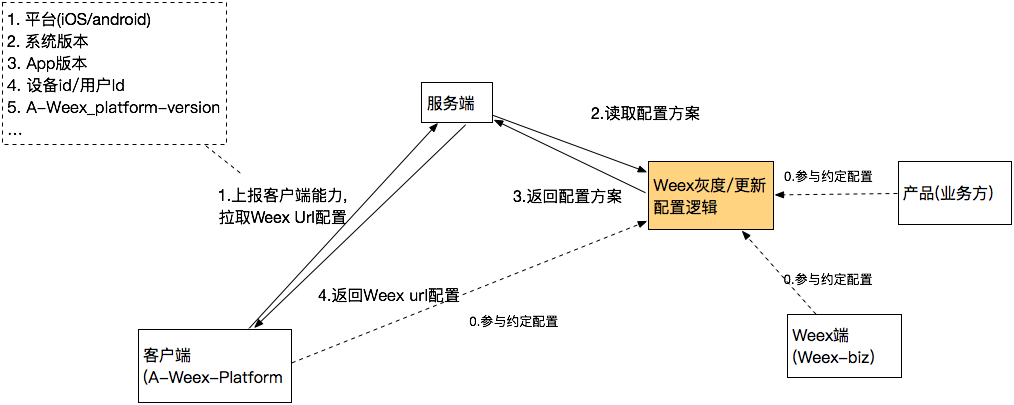 1. 平台(iOS/android)
2. 系统版本
3. App版本
4. 设备id/用户Id
5. A-Weex_platform-version
...
服务端
2.读取配置方案
1.上报客户端能力,
拉取Weex Url配置
3.返回配置方案
Weex灰度/更新
配置逻辑
0.参与约定配置
产品(业务方)
4.返回Weex url配置
0.参与约定配置
0.参与约定配置
客户端
(A-Weex-Platform
Weex端
(Weex-biz)